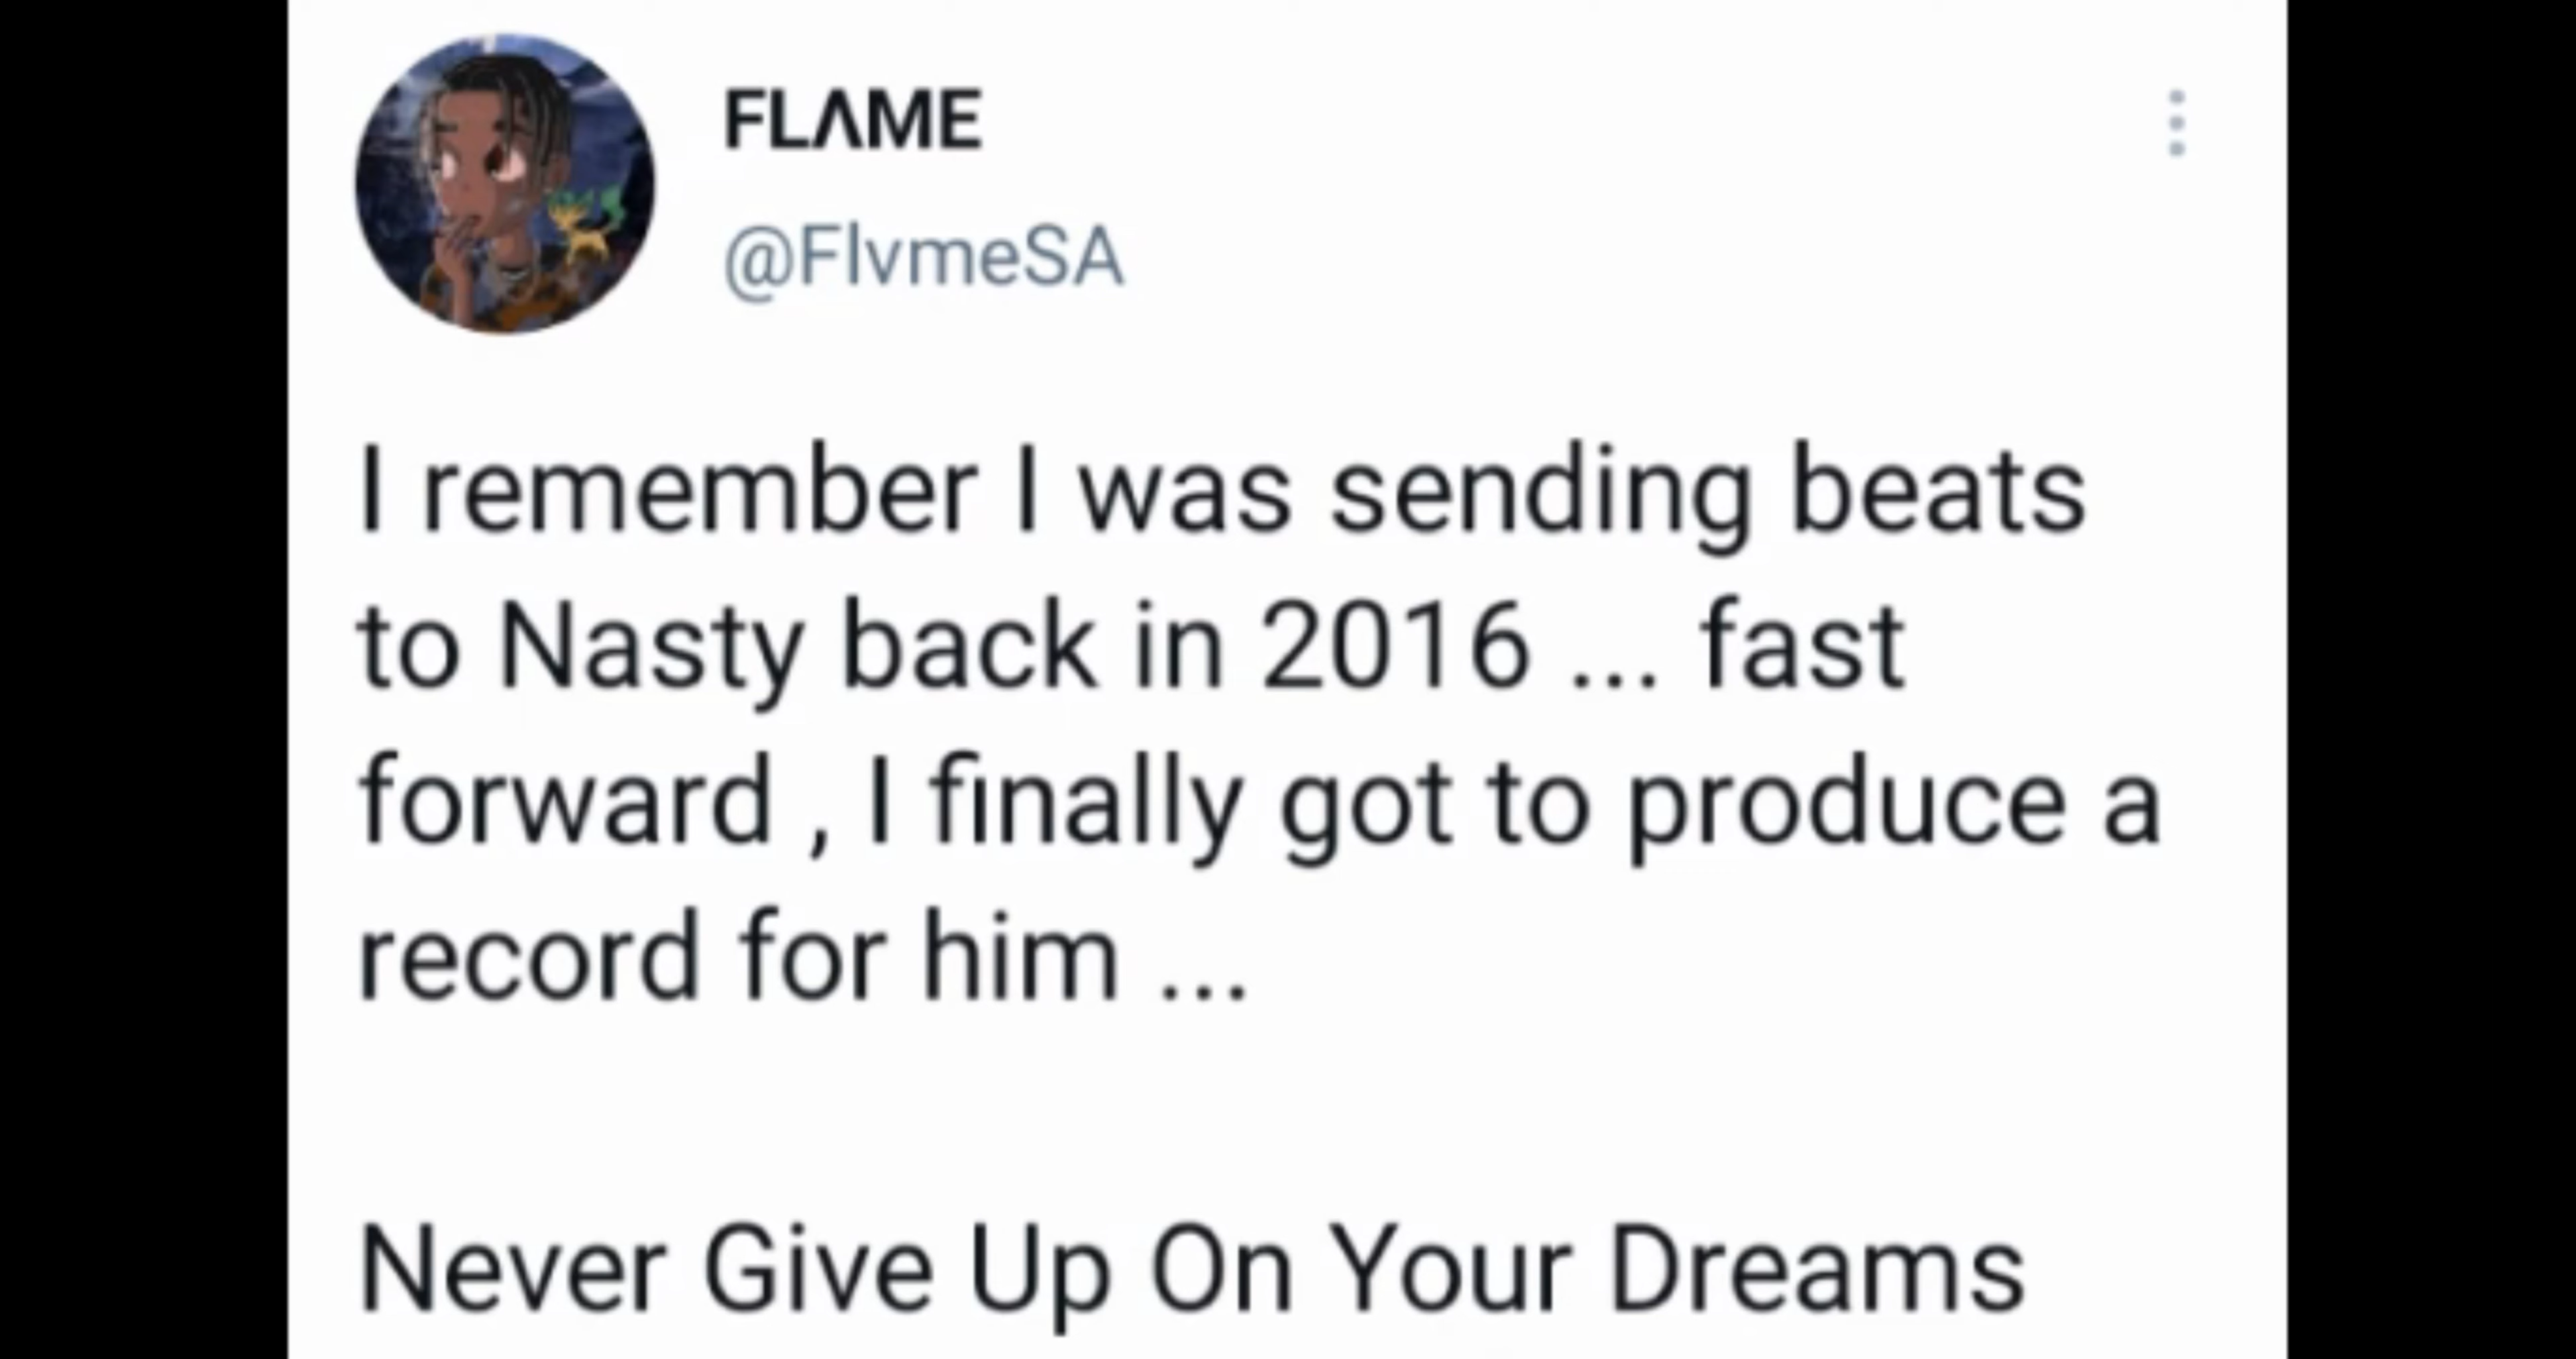 FLΛME
@FlvmeSA
I remember I was sending beats
to Nasty back in 2016 ... fast
forward , I finally got to produce a
record for him ...
Never Give Up On Your Dreams